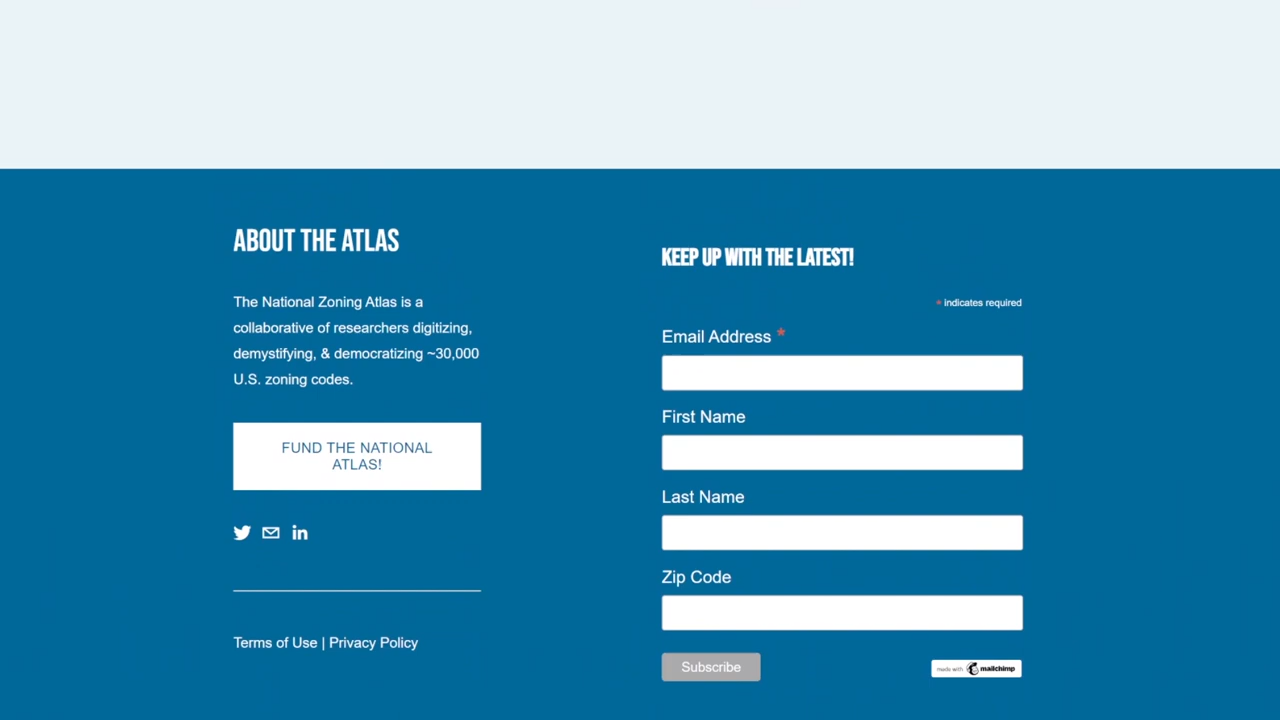 ABOUT THE ATLAS
The National Zoning Atlas is a
collaborative of researchers digitizing,
demystifying, & democratizing ~30,000
U.S. zoning codes.
FUND THE NATIONAL
ATLAS!
Terms of Use | Privacy Policy
KEEP UP WITH THE LATEST!
* indicates required
Email Address *
First Name
Last Name
Zip Code
Subscribe
made with mailchimp